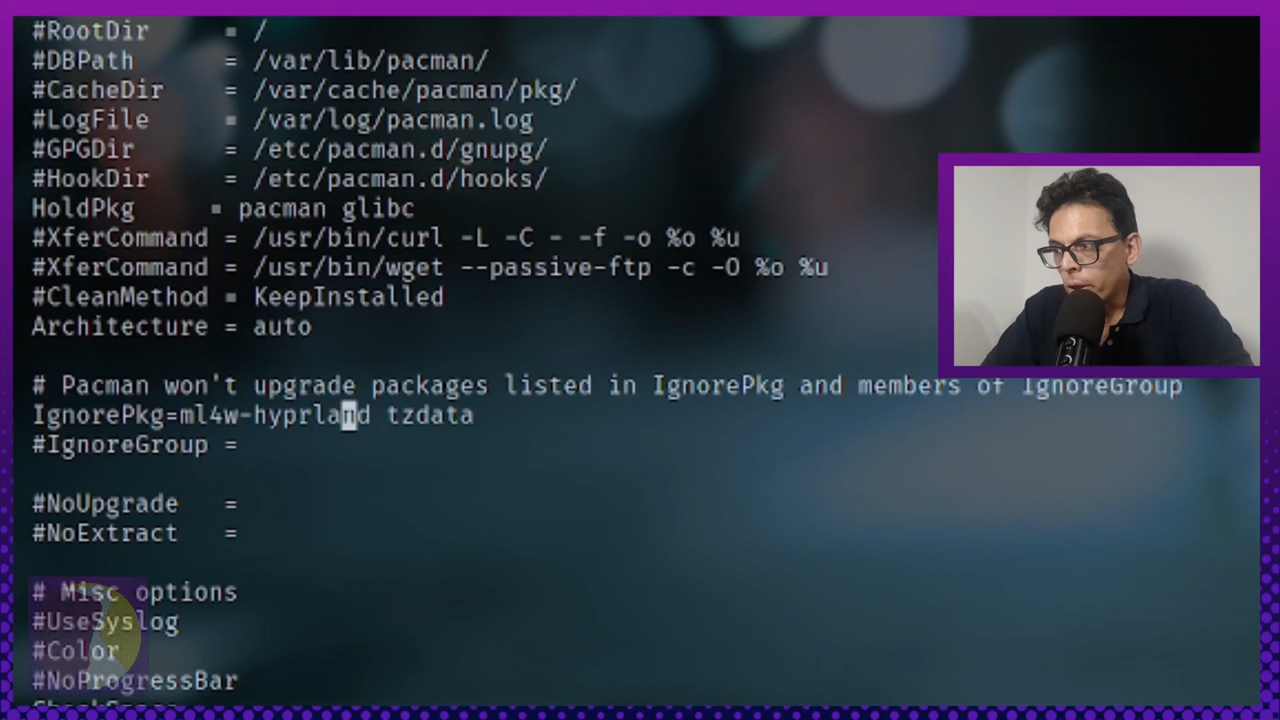 #RootDir     = /
#DBPath      = /var/lib/pacman/
#CacheDir    = /var/cache/pacman/pkg/
#LogFile     = /var/log/pacman.log
#GPGDir      = /etc/pacman.d/gnupg/
#HookDir     = /etc/pacman.d/hooks/
HoldPkg     = pacman glibc
#XferCommand = /usr/bin/curl -L -C - -f -o %o %u
#XferCommand = /usr/bin/wget --passive-ftp -c -O %o %u
#CleanMethod = KeepInstalled
Architecture = auto
# Pacman won't upgrade packages listed in IgnorePkg and members of IgnoreGroup
IgnorePkg=ml4w-hyprland tzdata
#IgnoreGroup =
#NoUpgrade   =
#NoExtract   =
# Misc options
#UseSyslog
#Color
#NoProgressBar